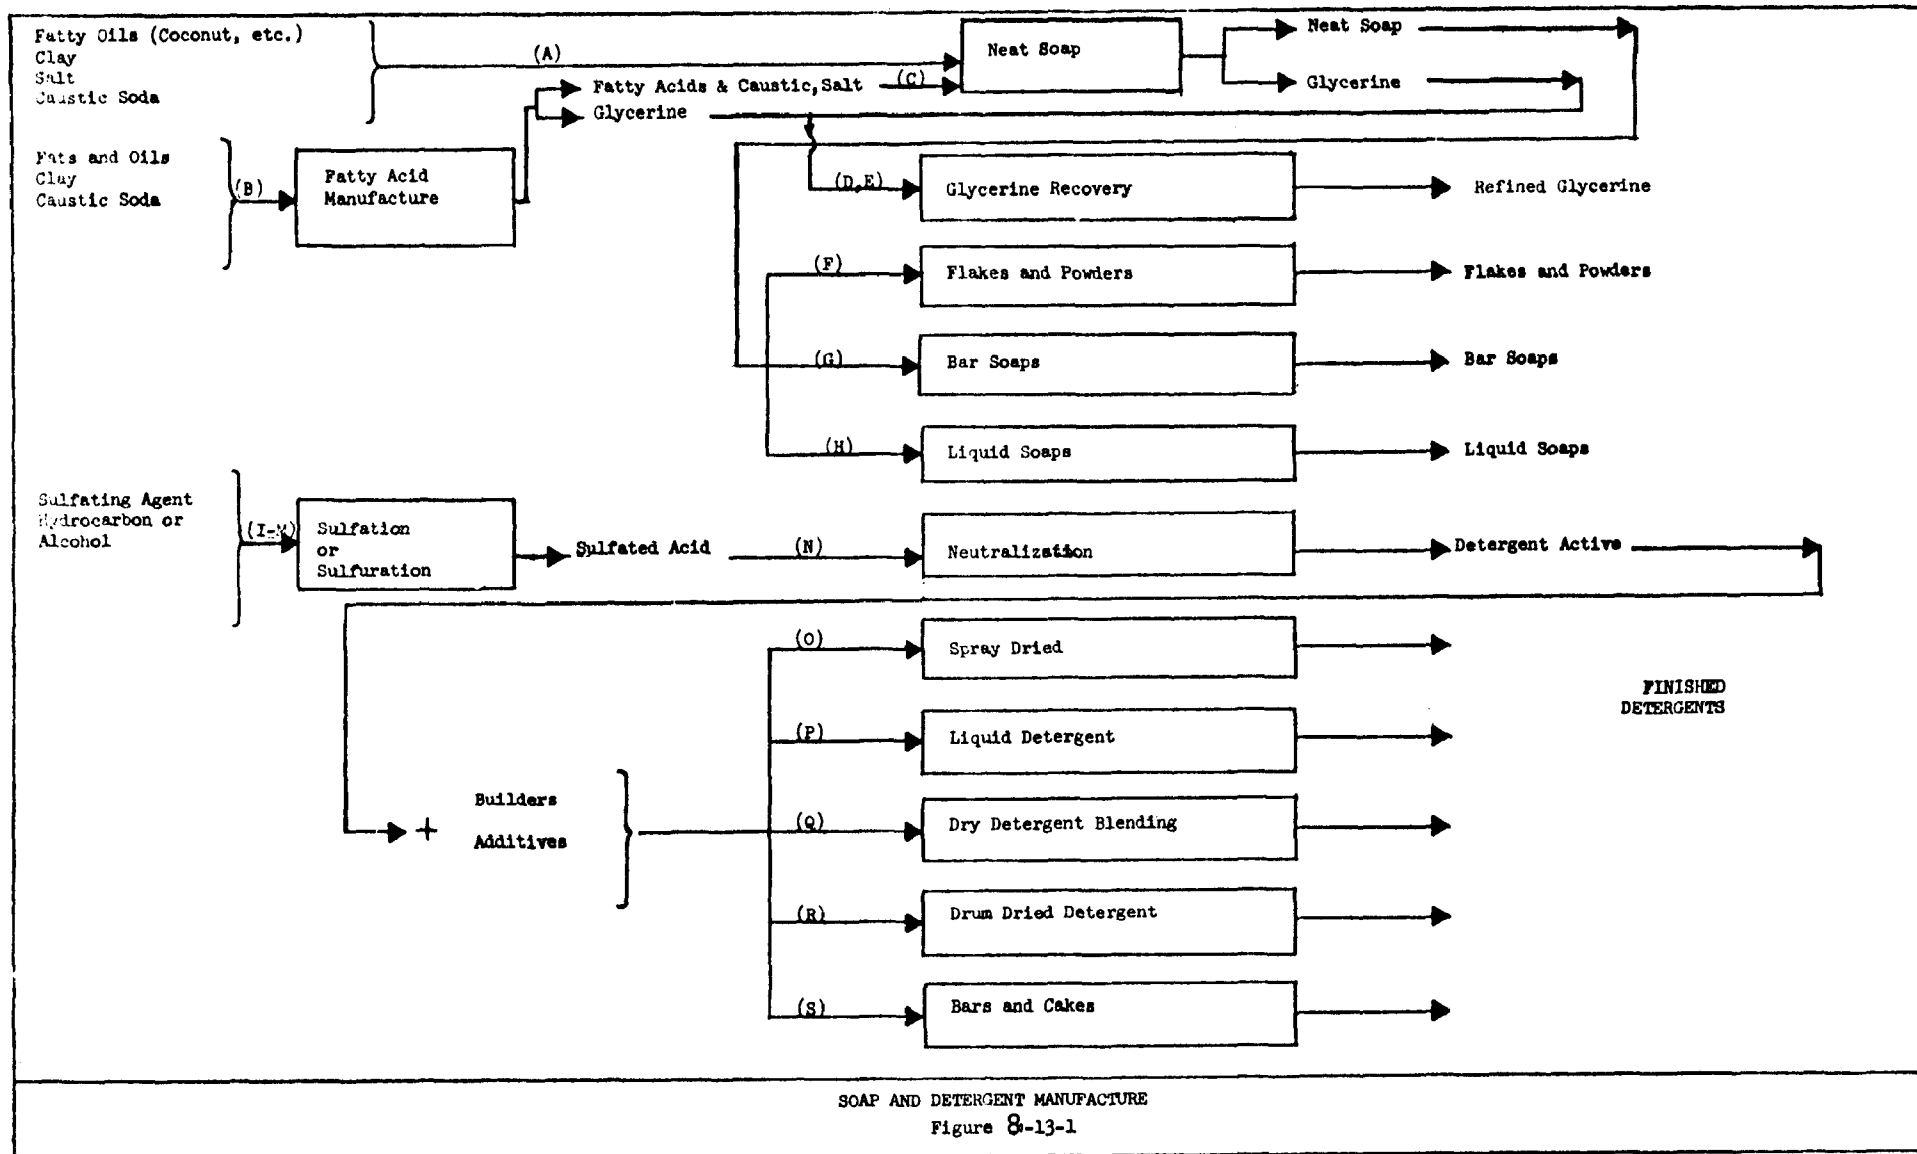 Fatty Oils (Coconut, etc.)
Clay
Salt
Caustic Soda
(A)
Neat Soap
Neat Soap
Glycerine
Fatty Acids & Caustic, Salt
(C)
Glycerine
Fats and Oils
Clay
Caustic Soda
(B)
Fatty Acid
Manufacture
(D,E)
Glycerine Recovery
Refined Glycerine
(F)
Flakes and Powders
Flakes and Powders
(G)
Bar Soaps
Bar Soaps
(H)
Liquid Soaps
Liquid Soaps
Sulfating Agent
Hydrocarbon or
Alcohol
(I-M)
Sulfation
or
Sulfuration
Sulfated Acid
(N)
Neutralization
Detergent Active
(O)
Spray Dried
FINISHED
DETERGENTS
(P)
Liquid Detergent
+
Builders
Additives
(Q)
Dry Detergent Blending
(R)
Drum Dried Detergent
(S)
Bars and Cakes
SOAP AND DETERGENT MANUFACTURE
Figure 8-13-1